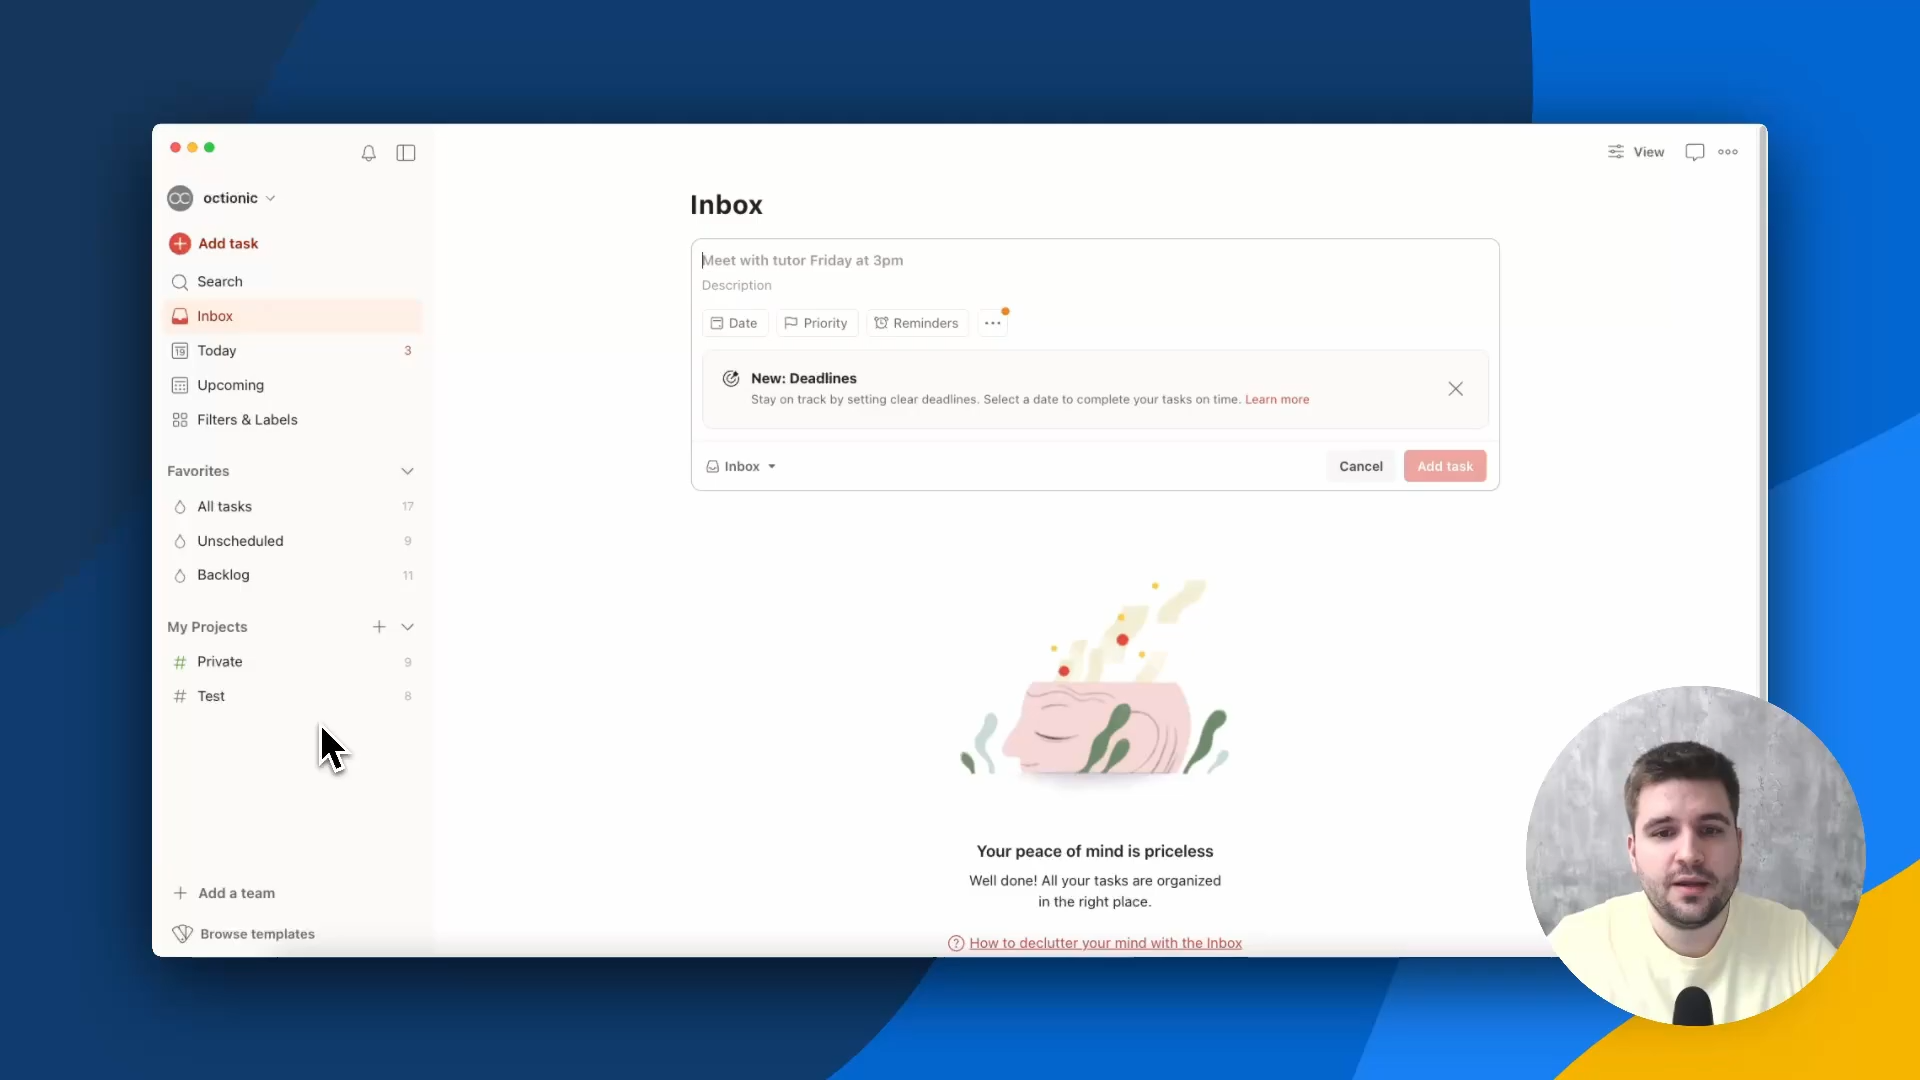 octionic
Add task
Search
Inbox
Today 3
Upcoming
Filters & Labels
Favorites
All tasks 17
Unscheduled 9
Backlog 11
My Projects
Private 9
Test 8
Add a team
Browse templates
View
Inbox
Meet with tutor Friday at 3pm
Description
Date Priority Reminders
New: Deadlines
Stay on track by setting clear deadlines. Select a date to complete your tasks on time. Learn more
Inbox Cancel Add task
Your peace of mind is priceless
Well done! All your tasks are organized
in the right place.
How to declutter your mind with the Inbox